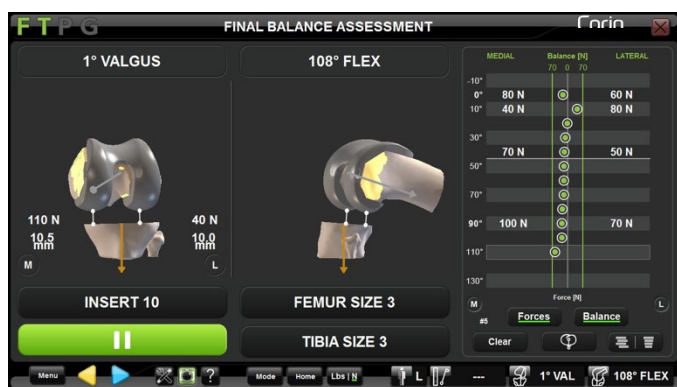 FTPG
FINAL BALANCE ASSESSMENT
Corin
1° VALGUS
108° FLEX
MEDIAL
Balance [N]
LATERAL
70 0 70
-10°
0° 80 N 60 N
10° 40 N 80 N
30°
70 N 50 N
50°
70°
90° 100 N 70 N
110°
130°
110 N
10.5 mm
40 N
10.0 mm
M
L
INSERT 10
FEMUR SIZE 3
TIBIA SIZE 3
M
Force [N]
L
#5
Forces
Balance
Clear
Menu
?
Mode
Home
Lbs | N
L
---
1° VAL
108° FLEX